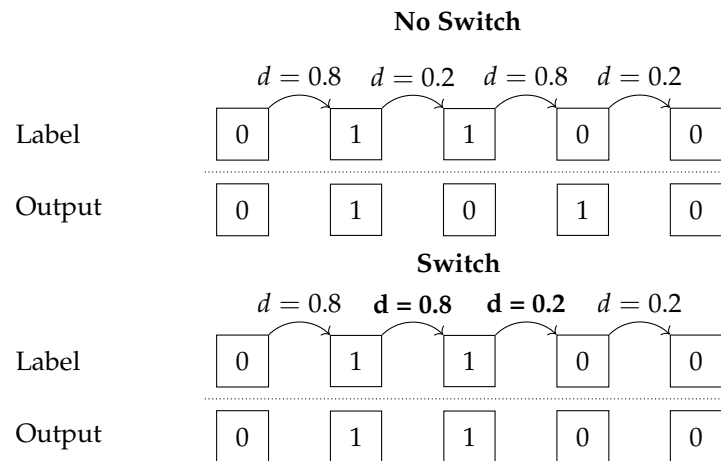 No Switch
d = 0.8 d = 0.2 d = 0.8 d = 0.2
Label 0 1 1 0 0
Output 0 1 0 1 0
Switch
d = 0.8 d = 0.8 d = 0.2 d = 0.2
Label 0 1 1 0 0
Output 0 1 1 0 0